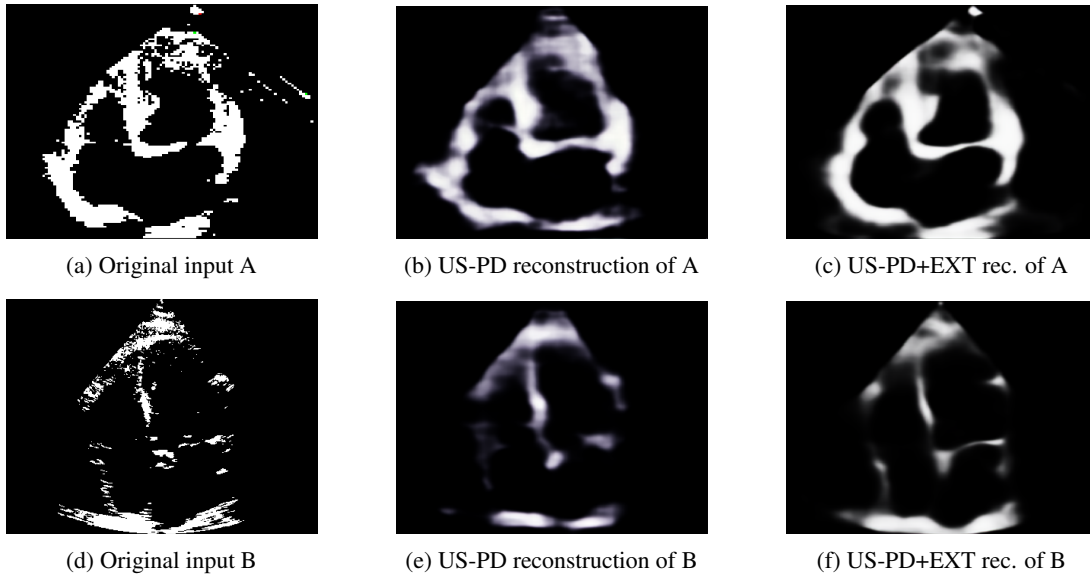 (a) Original input A
(b) US-PD reconstruction of A
(c) US-PD+EXT rec. of A
(d) Original input B
(e) US-PD reconstruction of B
(f) US-PD+EXT rec. of B